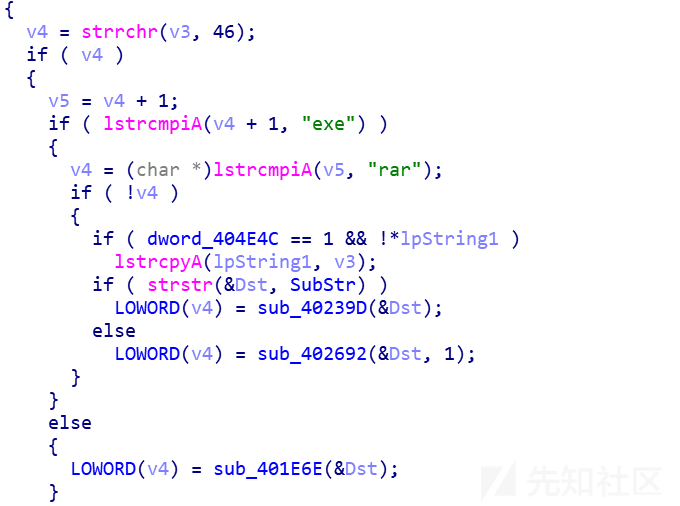 {
  v4 = strrchr(v3, 46);
  if ( v4 )
  {
    v5 = v4 + 1;
    if ( lstrcmpiA(v4 + 1, "exe") )
    {
      v4 = (char *)lstrcmpiA(v5, "rar");
      if ( !v4 )
      {
        if ( dword_404E4C == 1 && !*lpString1 )
          lstrcpyA(lpString1, v3);
        if ( strstr(&Dst, SubStr) )
          LOWORD(v4) = sub_40239D(&Dst);
        else
          LOWORD(v4) = sub_402692(&Dst, 1);
      }
    }
    else
    {
      LOWORD(v4) = sub_401E6E(&Dst);
    }
先知社区